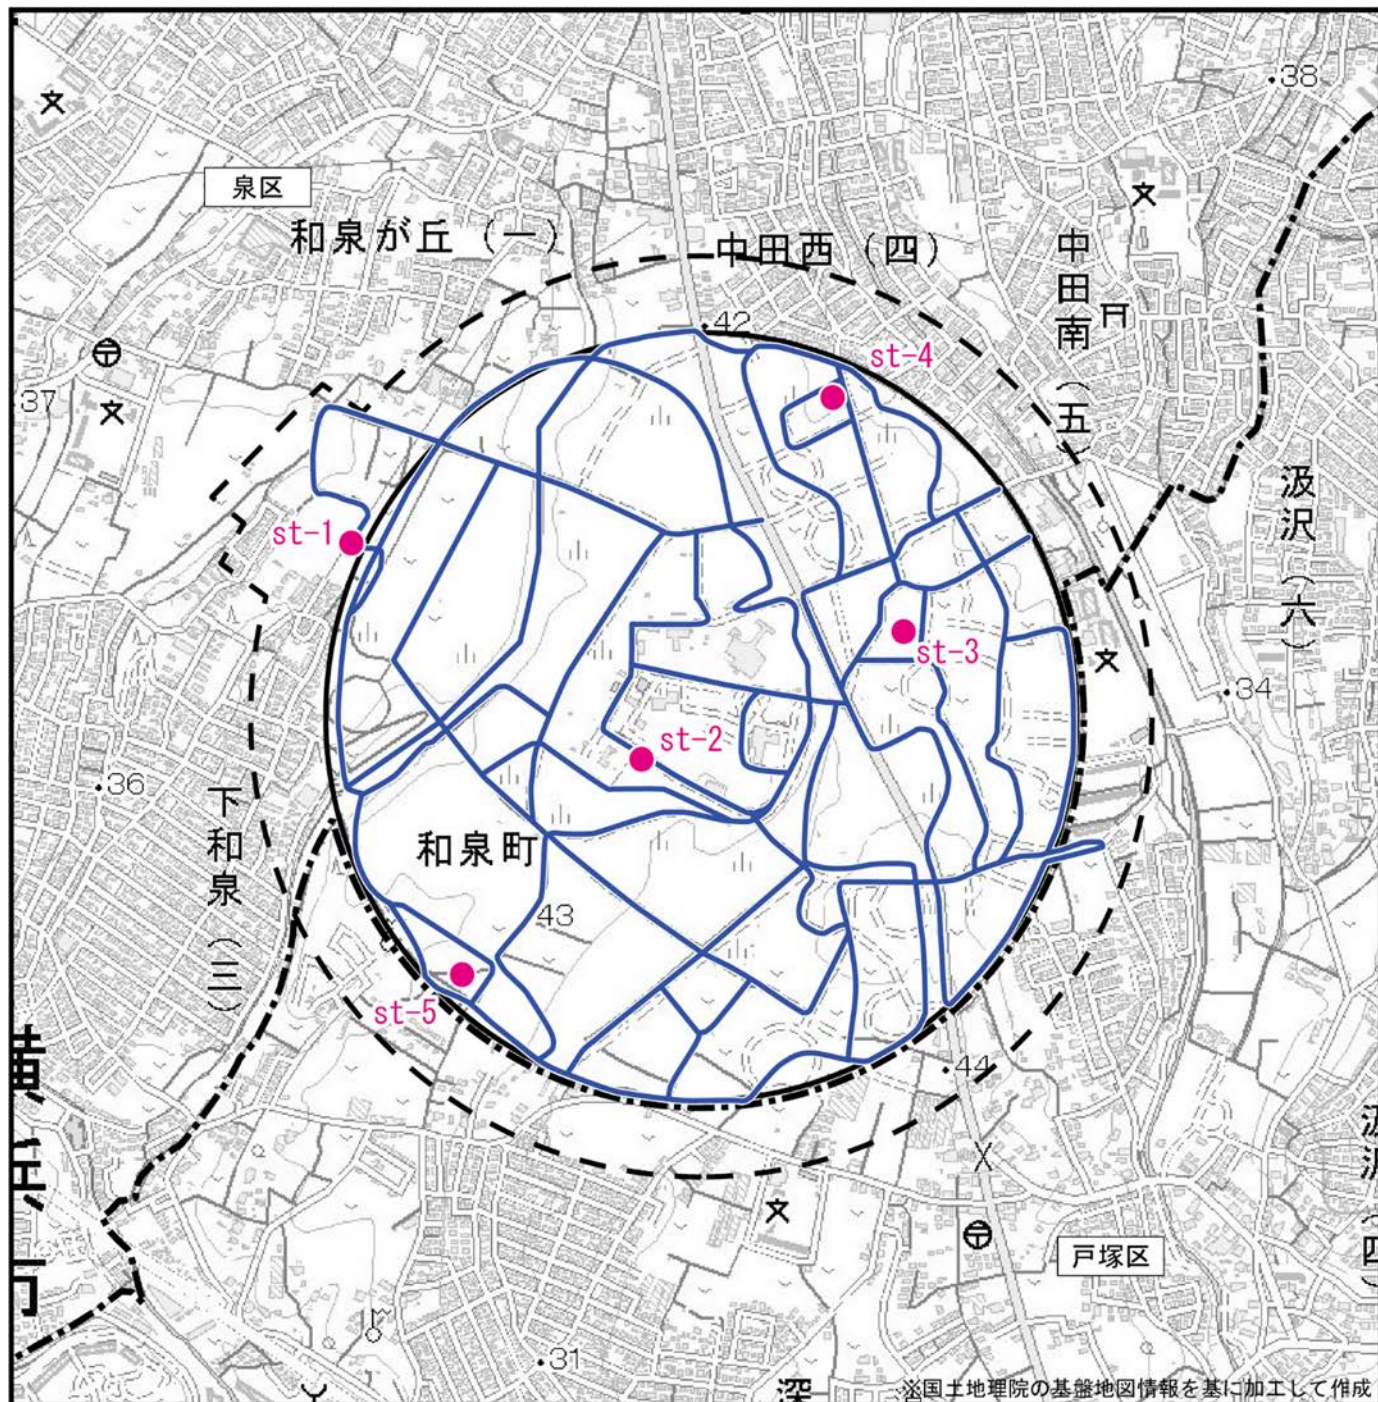 38
泉区
和泉が丘（一）
中田西（四）
中田南（五）
42
st-4
37
汲沢（六）
st-1
st-3
34
st-2
36
下和泉（三）
和泉町
43
st-5
44
戸塚区
31
深
※国土地理院の基盤地図情報を基に加工して作成